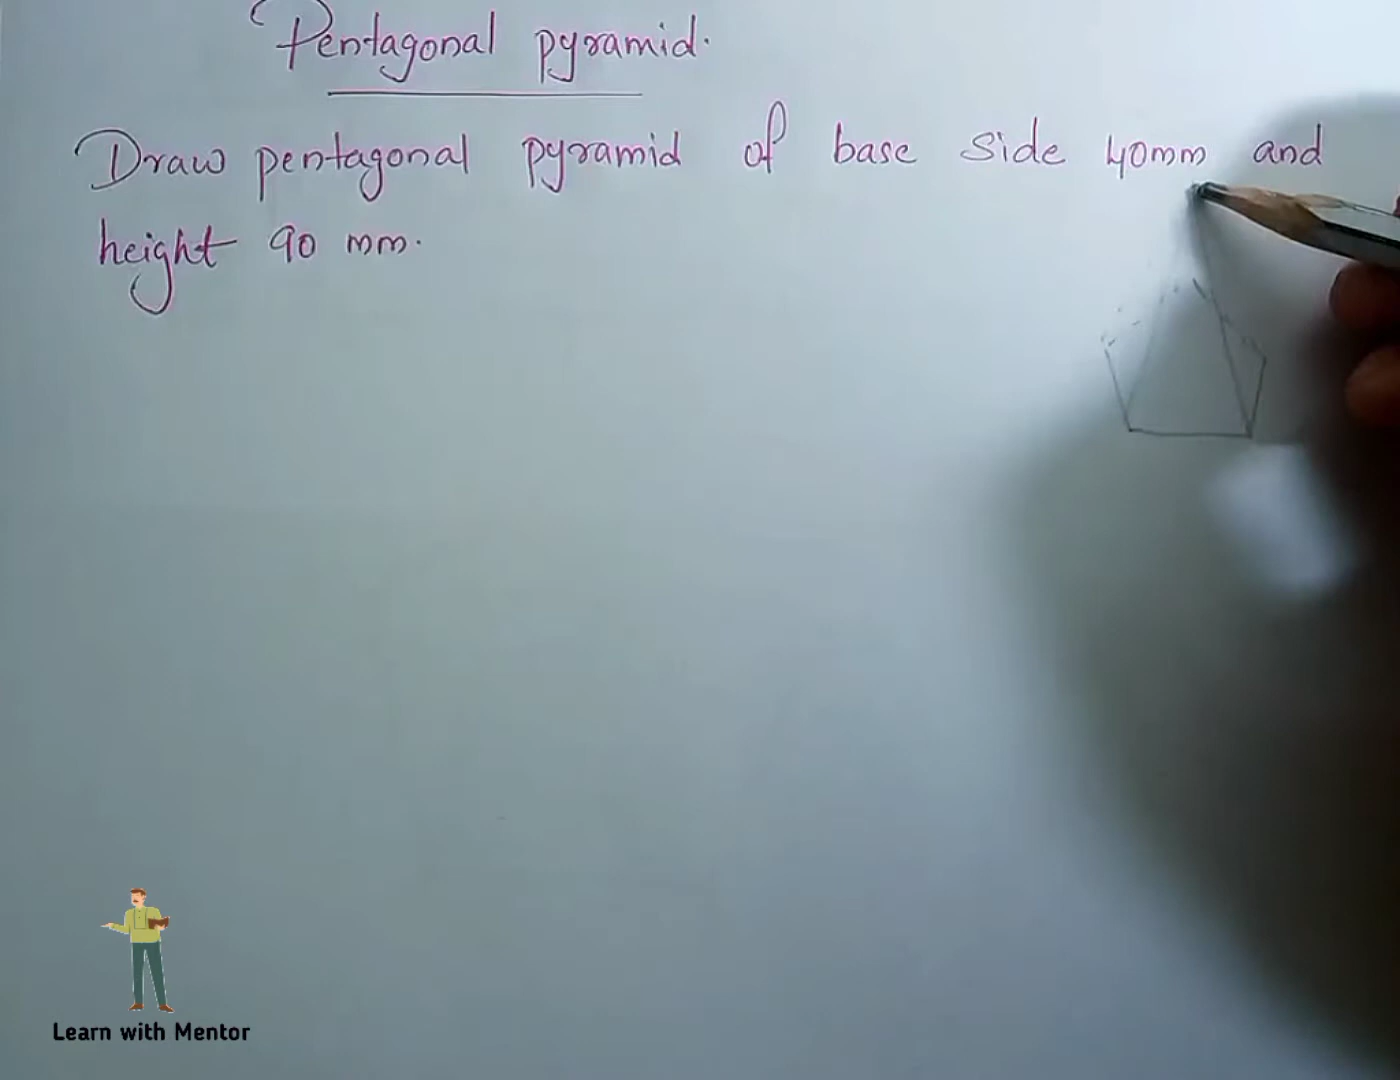 Pentagonal pyramid.
Draw pentagonal pyramid of base side 40mm and
height 90 mm.
Learn with Mentor